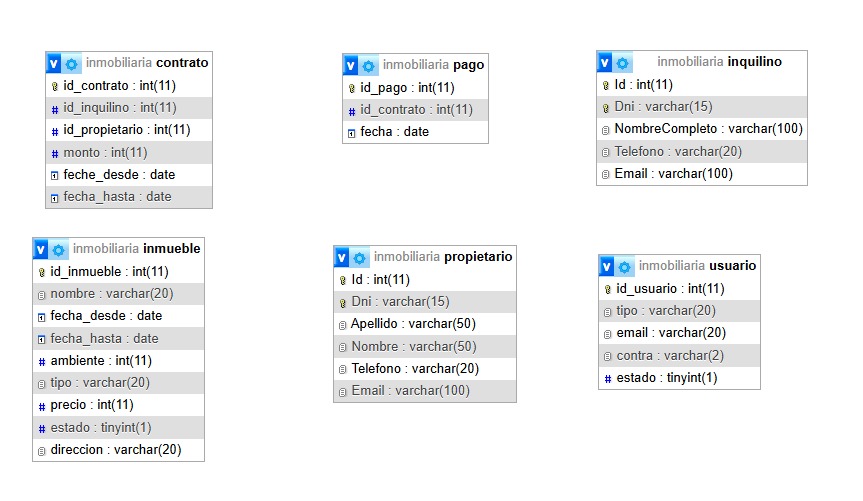 inmobiliaria contrato
id_contrato : int(11)
id_inquilino : int(11)
id_propietario : int(11)
monto : int(11)
feche_desde : date
fecha_hasta : date
inmobiliaria pago
id_pago : int(11)
id_contrato : int(11)
fecha : date
inmobiliaria inquilino
Id : int(11)
Dni : varchar(15)
NombreCompleto : varchar(100)
Telefono : varchar(20)
Email : varchar(100)
inmobiliaria inmueble
id_inmueble : int(11)
nombre : varchar(20)
fecha_desde : date
fecha_hasta : date
ambiente : int(11)
tipo : varchar(20)
precio : int(11)
estado : tinyint(1)
direccion : varchar(20)
inmobiliaria propietario
Id : int(11)
Dni : varchar(15)
Apellido : varchar(50)
Nombre : varchar(50)
Telefono : varchar(20)
Email : varchar(100)
inmobiliaria usuario
id_usuario : int(11)
tipo : varchar(20)
email : varchar(20)
contra : varchar(2)
estado : tinyint(1)